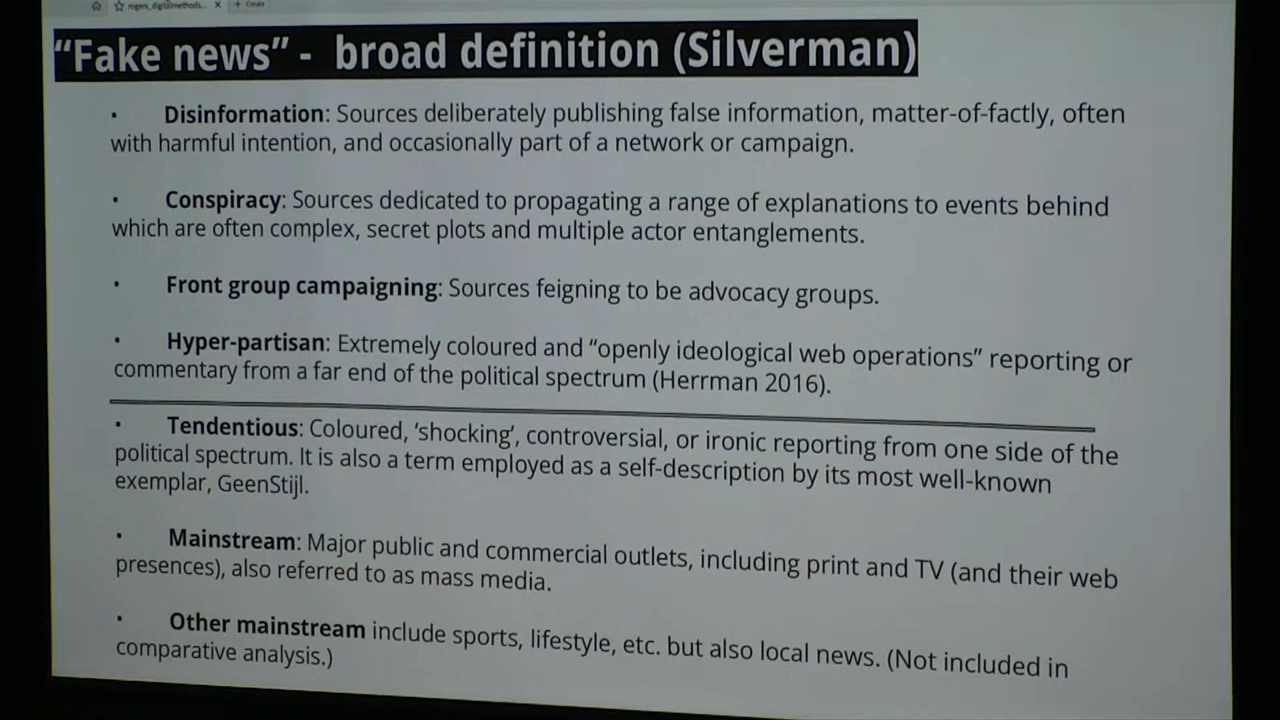 rogers_digitalmethods... × + Create
“Fake news” - broad definition (Silverman)
• Disinformation: Sources deliberately publishing false information, matter-of-factly, often
with harmful intention, and occasionally part of a network or campaign.
• Conspiracy: Sources dedicated to propagating a range of explanations to events behind
which are often complex, secret plots and multiple actor entanglements.
• Front group campaigning: Sources feigning to be advocacy groups.
• Hyper-partisan: Extremely coloured and “openly ideological web operations” reporting or
commentary from a far end of the political spectrum (Herrman 2016).
• Tendentious: Coloured, ‘shocking’, controversial, or ironic reporting from one side of the
political spectrum. It is also a term employed as a self-description by its most well-known
exemplar, GeenStijl.
• Mainstream: Major public and commercial outlets, including print and TV (and their web
presences), also referred to as mass media.
• Other mainstream include sports, lifestyle, etc. but also local news. (Not included in
comparative analysis.)